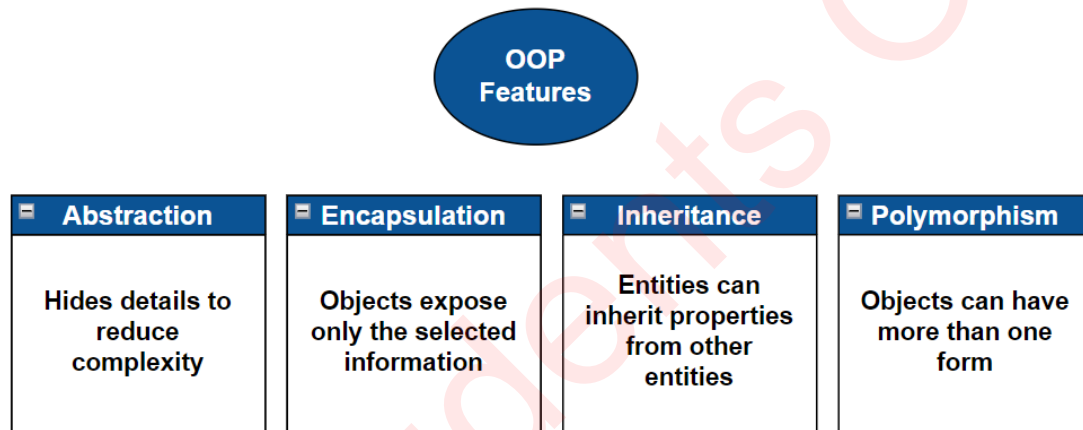 OOP
Features
Abstraction
Hides details to
reduce
complexity
Encapsulation
Objects expose
only the selected
information
Inheritance
Entities can
inherit properties
from other
entities
Polymorphism
Objects can have
more than one
form